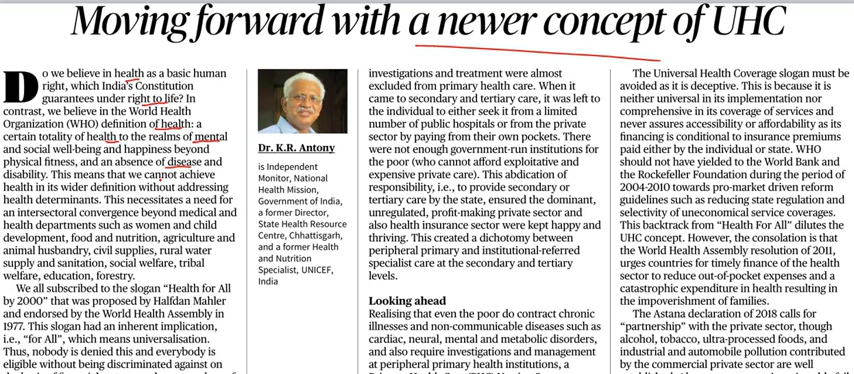 Moving forward with a newer concept of UHC
Do we believe in health as a basic human
right, which India's Constitution
guarantees under right to life? In
contrast, we believe in the World Health
Organization (WHO) definition of health: a
certain totality of health to the realms of mental
and social well-being and happiness beyond
physical fitness, and an absence of disease and
disability. This means that we cannot achieve
health in its wider definition without addressing
health determinants. This necessitates a need for
an intersectoral convergence beyond medical and
health departments such as women and child
development, food and nutrition, agriculture and
animal husbandry, civil supplies, rural water
supply and sanitation, social welfare, tribal
welfare, education, forestry.
We all subscribed to the slogan “Health for All
by 2000” that was proposed by Halfdan Mahler
and endorsed by the World Health Assembly in
1977. This slogan had an inherent implication,
i.e., “for All”, which means universalisation.
Thus, nobody is denied this and everybody is
eligible without being discriminated against on
Dr. K.R. Antony
is Independent
Monitor, National
Health Mission,
Government of India,
a former Director,
State Health Resource
Centre, Chhattisgarh,
and a former Health
and Nutrition
Specialist, UNICEF,
India
investigations and treatment were almost
excluded from primary health care. When it
came to secondary and tertiary care, it was left to
the individual to either seek it from a limited
number of public hospitals or from the private
sector by paying from their own pockets. There
were not enough government-run institutions for
the poor (who cannot afford exploitative and
expensive private care). This abdication of
responsibility, i.e., to provide secondary or
tertiary care by the state, ensured the dominant,
unregulated, profit-making private sector and
also health insurance sector were kept happy and
thriving. This created a dichotomy between
peripheral primary and institutional-referred
specialist care at the secondary and tertiary
levels.
Looking ahead
Realising that even the poor do contract chronic
illnesses and non-communicable diseases such as
cardiac, neural, mental and metabolic disorders,
and also require investigations and management
at peripheral primary health institutions, a
The Universal Health Coverage slogan must be
avoided as it is deceptive. This is because it is
neither universal in its implementation nor
comprehensive in its coverage of services and
never assures accessibility or affordability as its
financing is conditional to insurance premiums
paid either by the individual or state. WHO
should not have yielded to the World Bank and
the Rockefeller Foundation during the period of
2004-2010 towards pro-market driven reform
guidelines such as reducing state regulation and
selectivity of uneconomical service coverages.
This backtrack from “Health For All” dilutes the
UHC concept. However, the consolation is that
the World Health Assembly resolution of 2011,
urges countries for timely finance of the health
sector to reduce out-of-pocket expenses and a
catastrophic expenditure in health resulting in
the impoverishment of families.
The Astana declaration of 2018 calls for
“partnership” with the private sector, though
alcohol, tobacco, ultra-processed foods, and
industrial and automobile pollution contributed
by the commercial private sector are well